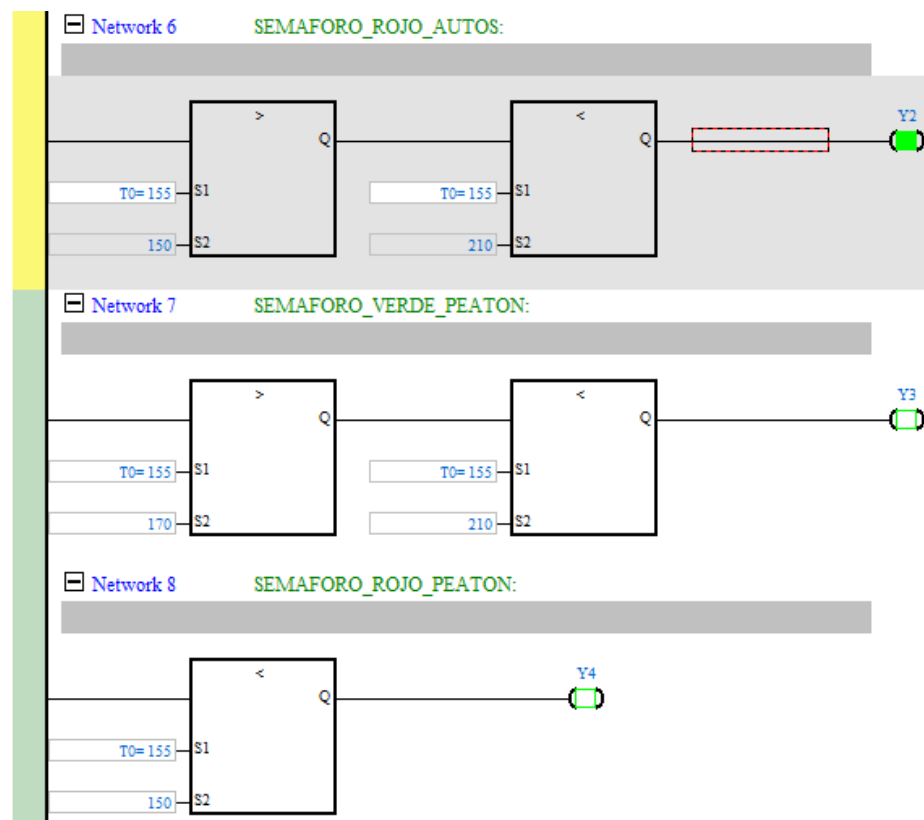 Network 6 SEMAFORO_ROJO_AUTOS:
> <
Q Q Y2
T0= 155 S1 T0= 155 S1
150 S2 210 S2
Network 7 SEMAFORO_VERDE_PEATON:
> <
Q Q Y3
T0= 155 S1 T0= 155 S1
170 S2 210 S2
Network 8 SEMAFORO_ROJO_PEATON:
<
Q Y4
T0= 155 S1
150 S2